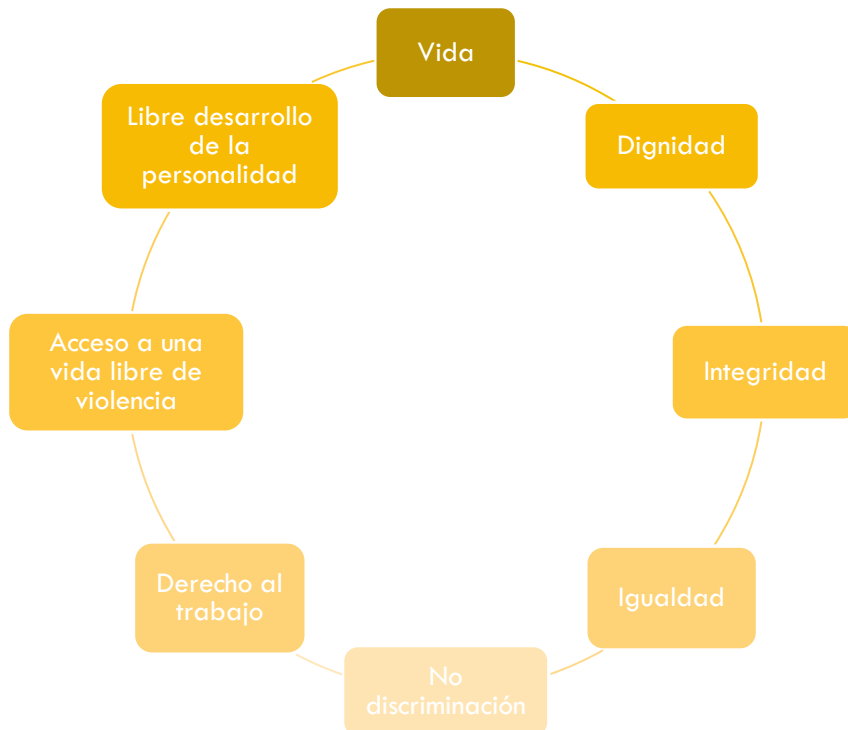 Vida
Dignidad
Integridad
Igualdad
No
discriminación
Derecho al
trabajo
Acceso a una
vida libre de
violencia
Libre desarrollo
de la
personalidad